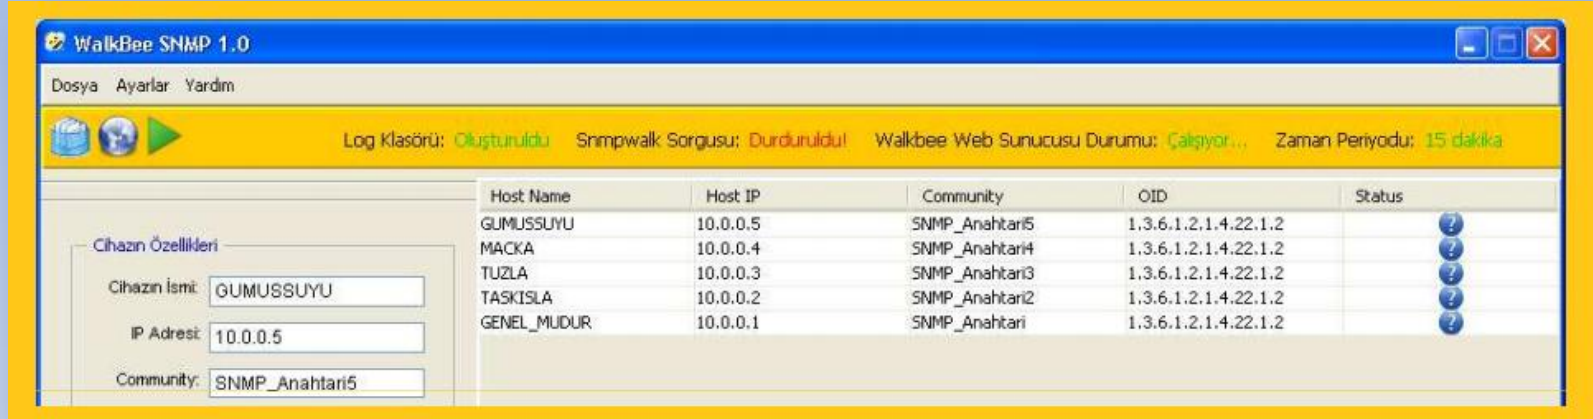 WalkBee SNMP 1.0
Dosya Ayarlar Yardım
Log Klasörü: Oluşturuldu Snmpwalk Sorgusu: Durduruldu! Walkbee Web Sunucusu Durumu: Çalışıyor... Zaman Periyodu: 15 dakika
Host Name Host IP Community OID Status
GUMUSSUYU 10.0.0.5 SNMP_Anahtari5 1.3.6.1.2.1.4.22.1.2 ?
MACKA 10.0.0.4 SNMP_Anahtari4 1.3.6.1.2.1.4.22.1.2 ?
TUZLA 10.0.0.3 SNMP_Anahtari3 1.3.6.1.2.1.4.22.1.2 ?
TASKISLA 10.0.0.2 SNMP_Anahtari2 1.3.6.1.2.1.4.22.1.2 ?
GENEL_MUDUR 10.0.0.1 SNMP_Anahtari 1.3.6.1.2.1.4.22.1.2 ?
Cihazın Özellikleri
Cihazın İsmi: GUMUSSUYU
IP Adresi: 10.0.0.5
Community: SNMP_Anahtari5